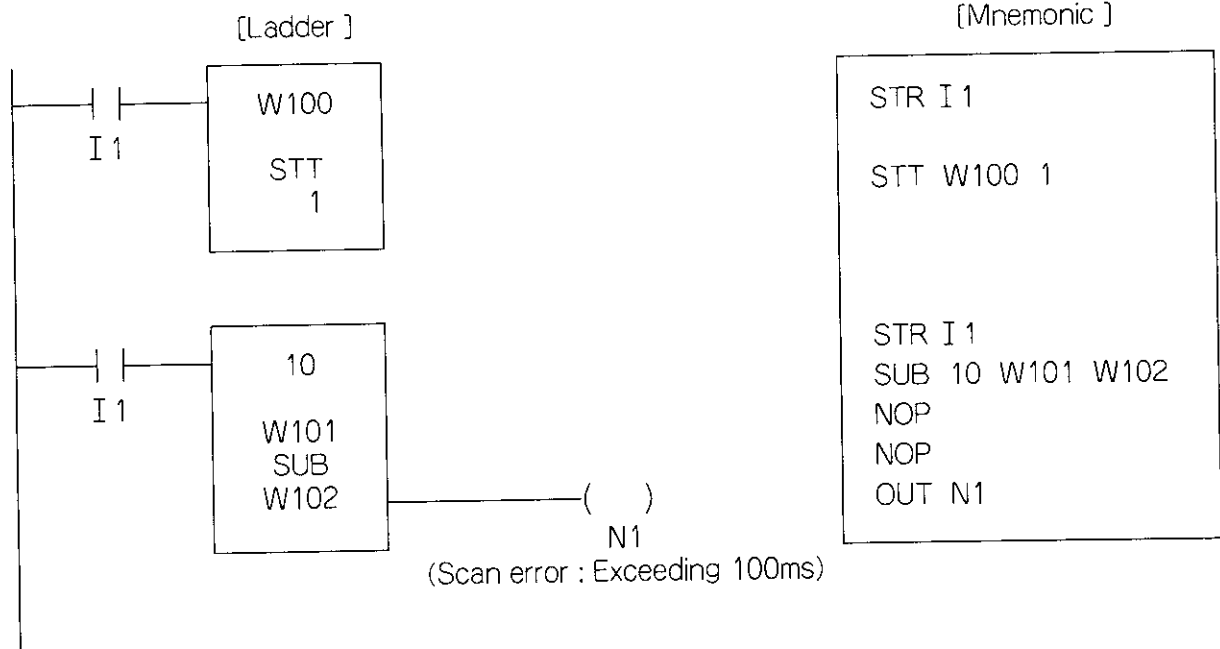 [Ladder]
W100
I1
STT
1
10
I1
W101
SUB
W102
( )
N1
(Scan error : Exceeding 100ms)
[Mnemonic]
STR I1
STT W100 1
STR I1
SUB 10 W101 W102
NOP
NOP
OUT N1